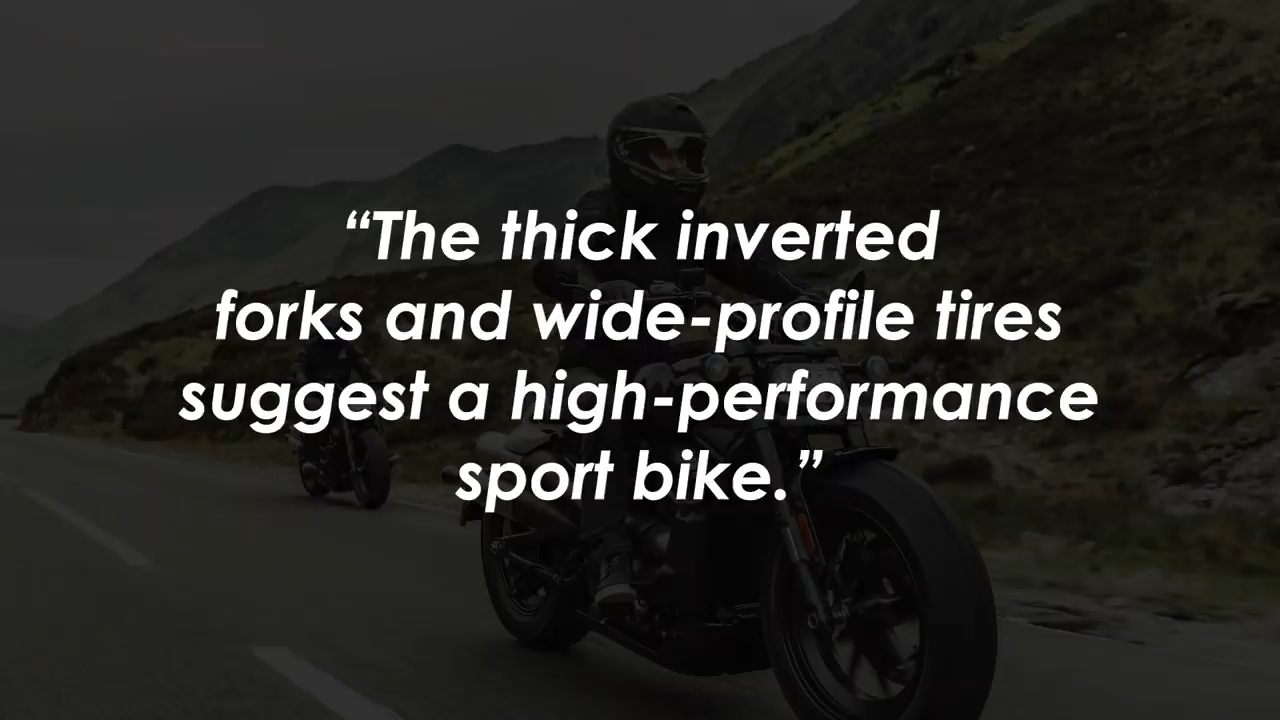 “The thick inverted
forks and wide-profile tires
suggest a high-performance
sport bike.”